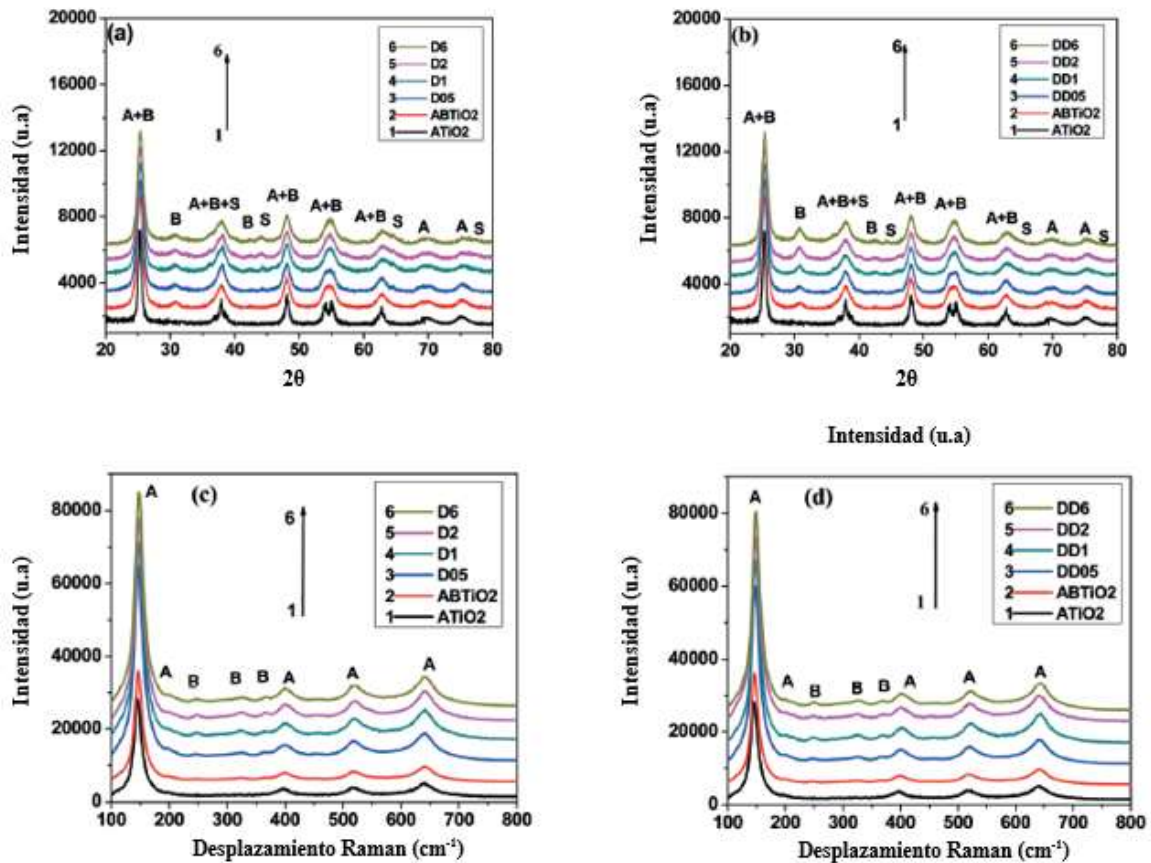 (a)
Intensidad (u.a)
20000
16000
12000
8000
4000
6
1
6 D6
5 D2
4 D1
3 D05
2 ABTiO2
1 ATiO2
A+B
B
A+B+S
B
S
A+B
A+B
A+B
S
A
A
S
20 30 40 50 60 70 80
2θ
(b)
Intensidad (u.a)
20000
16000
12000
8000
4000
6
1
6 DD6
5 DD2
4 DD1
3 DD05
2 ABTiO2
1 ATiO2
A+B
B
A+B+S
B
S
A+B
A+B
A+B
S
A
A
S
20 30 40 50 60 70 80
2θ
Intensidad (u.a)
(c)
Intensidad (u.a)
80000
60000
40000
20000
0
6
1
6 D6
5 D2
4 D1
3 D05
2 ABTiO2
1 ATiO2
A
A
B
B
B
A
A
A
100 200 300 400 500 600 700 800
Desplazamiento Raman (cm⁻¹)
(d)
Intensidad (u.a)
80000
60000
40000
20000
0
6
1
6 DD6
5 DD2
4 DD1
3 DD05
2 ABTiO2
1 ATiO2
A
A
B
B
B
A
A
A
100 200 300 400 500 600 700 800
Desplazamiento Raman (cm⁻¹)